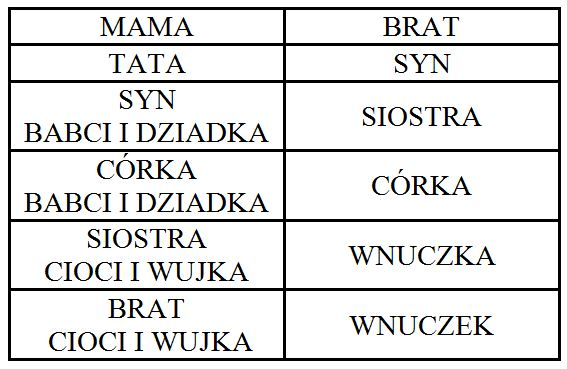 MAMA BRAT
TATA SYN
SYN
BABCI I DZIADKA
SIOSTRA
CÓRKA
BABCI I DZIADKA
CÓRKA
SIOSTRA
CIOCI I WUJKA
WNUCZKA
BRAT
CIOCI I WUJKA
WNUCZEK